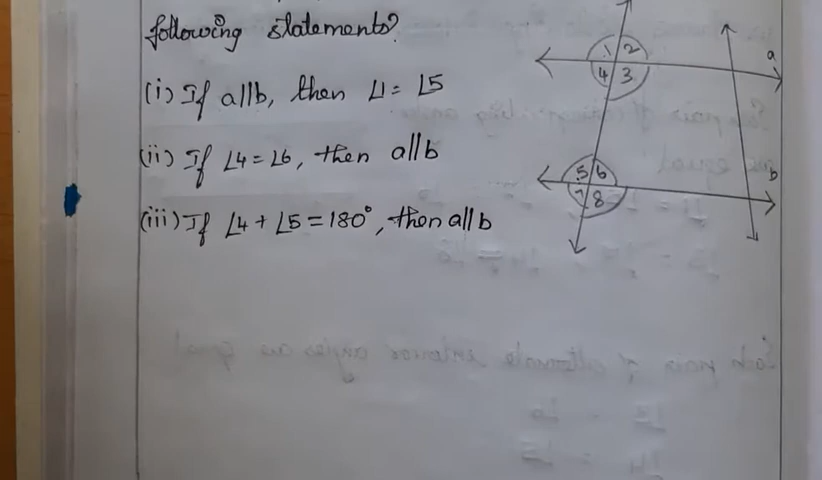 following statements?
(i) If a||b, then ∠1 = ∠5
(ii) If ∠4 = ∠6, then a||b
(iii) If ∠4 + ∠5 = 180°, then a||b
1 2
4 3
a
5 6
7 8
b